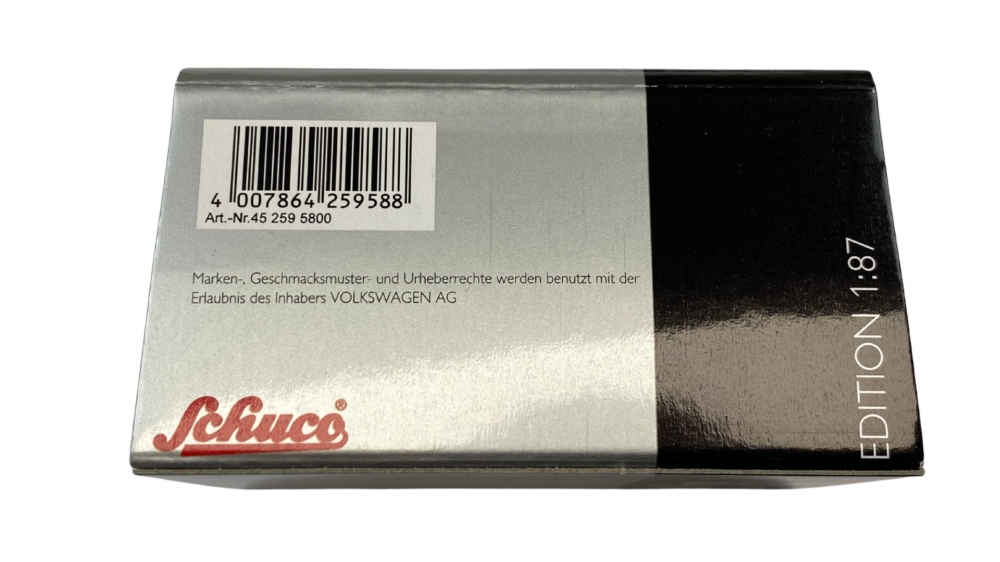 4 007864 259588
Art.-Nr.45 259 5800
Marken-, Geschmacksmuster- und Urheberrechte werden benutzt mit der
Erlaubnis des Inhabers VOLKSWAGEN AG
Schuco®
EDITION 1:87